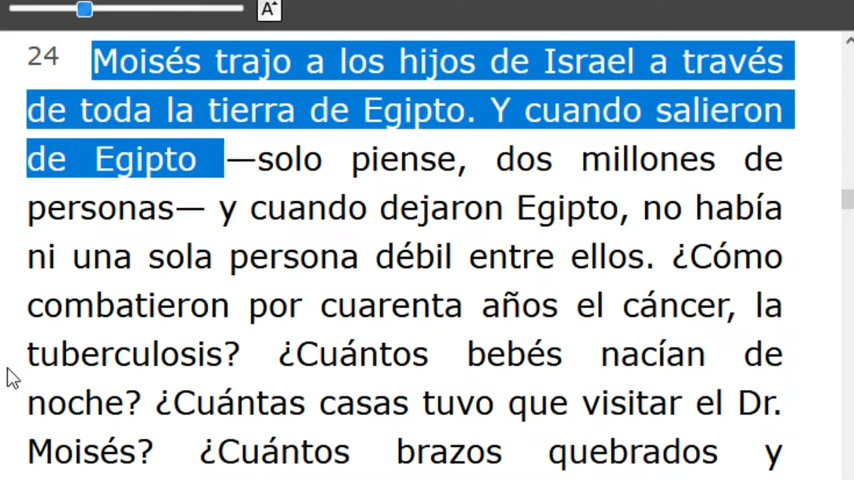 A
24 Moisés trajo a los hijos de Israel a través
de toda la tierra de Egipto. Y cuando salieron
de Egipto —solo piense, dos millones de
personas— y cuando dejaron Egipto, no había
ni una sola persona débil entre ellos. ¿Cómo
combatieron por cuarenta años el cáncer, la
tuberculosis? ¿Cuántos bebés nacían de
noche? ¿Cuántas casas tuvo que visitar el Dr.
Moisés? ¿Cuántos brazos quebrados y